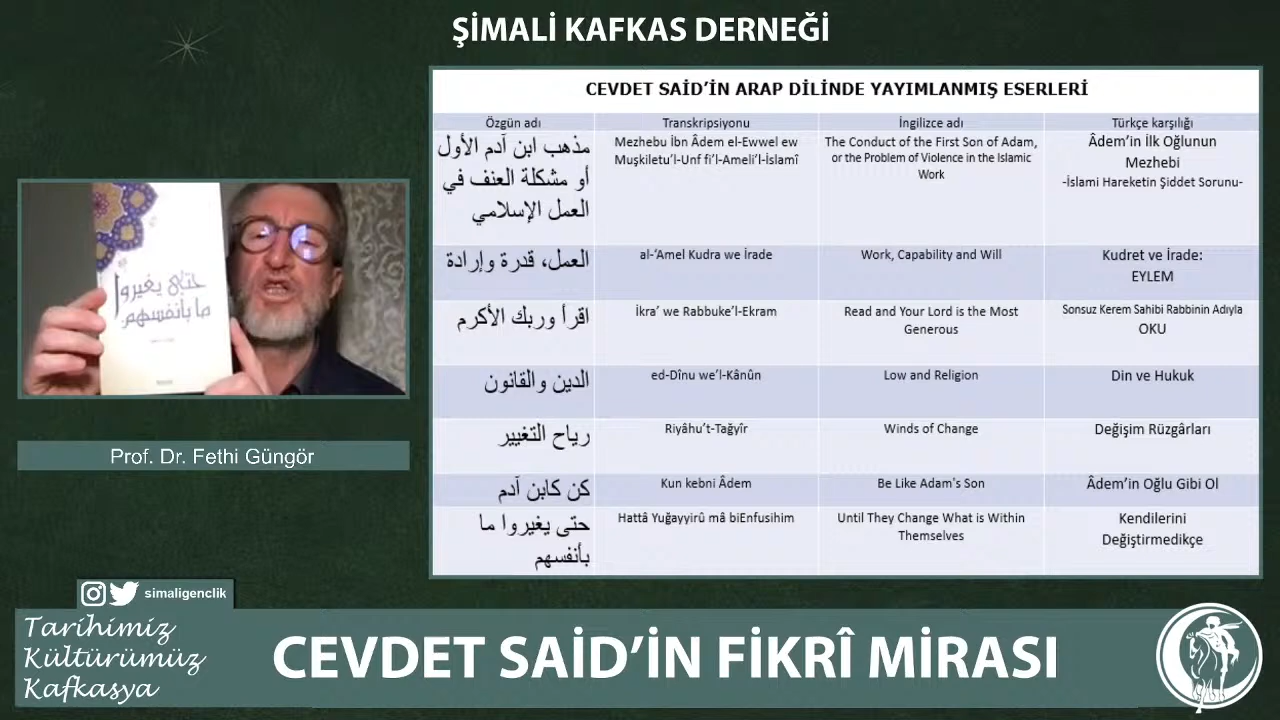 ŞİMALİ KAFKAS DERNEĞİ
حتى يغيروا
ما بأنفسهم
Prof. Dr. Fethi Güngör
CEVDET SAİD’İN ARAP DİLİNDE YAYIMLANMIŞ ESERLERİ
Özgün adı Transkripsiyonu İngilizce adı Türkçe karşılığı
مذهب ابن آدم الأول
أو مشكلة العنف في
العمل الإسلامي
Mezhebu İbn Âdem el-Ewwel ew
Muşkiletu’l-Unf fi’l-Ameli’l-İslamî
The Conduct of the First Son of Adam,
or the Problem of Violence in the Islamic
Work
Âdem’in İlk Oğlunun
Mezhebi
-İslami Hareketin Şiddet Sorunu-
العمل، قدرة وإرادة
al-‘Amel Kudra we İrade
Work, Capability and Will
Kudret ve İrade:
EYLEM
اقرأ وربك الأكرم
İkra’ we Rabbuke’l-Ekram
Read and Your Lord is the Most
Generous
Sonsuz Kerem Sahibi Rabbinin Adıyla
OKU
الدين والقانون
ed-Dînu we’l-Kânûn
Low and Religion
Din ve Hukuk
رياح التغيير
Riyâhu’t-Tağyîr
Winds of Change
Değişim Rüzgârları
كن كابن آدم
Kun kebni Âdem
Be Like Adam's Son
Âdem’in Oğlu Gibi Ol
حتى يغيروا ما
بأنفسهم
Hattâ Yuğayyirû mâ biEnfusihim
Until They Change What is Within
Themselves
Kendilerini
Değiştirmedikçe
simaligenclik
Tarihimiz
Kültürümüz
Kafkasya
CEVDET SAİD’İN FİKRÎ MİRASI